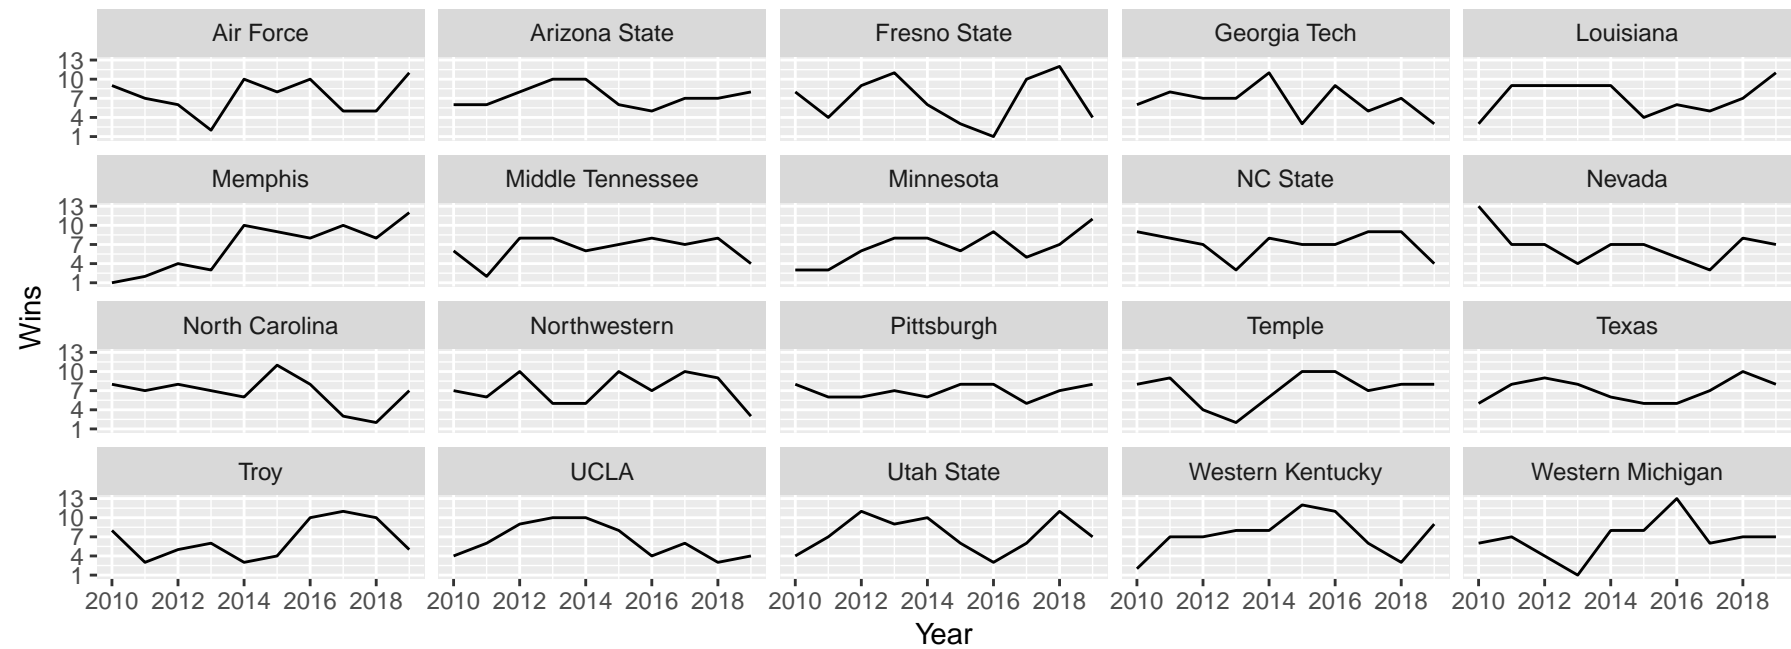 Air Force Arizona State Fresno State Georgia Tech Louisiana
13
10
7
4
1
Memphis Middle Tennessee Minnesota NC State Nevada
13
10
7
4
1
North Carolina Northwestern Pittsburgh Temple Texas
13
10
7
4
1
Troy UCLA Utah State Western Kentucky Western Michigan
13
10
7
4
1
2010 2012 2014 2016 2018 2010 2012 2014 2016 2018 2010 2012 2014 2016 2018 2010 2012 2014 2016 2018 2010 2012 2014 2016 2018
Year
Wins